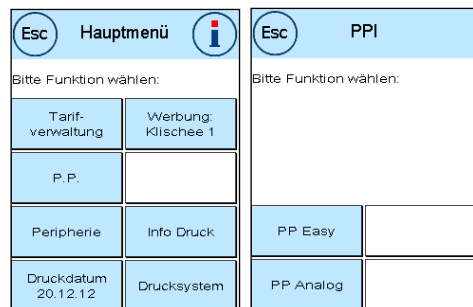 Esc Hauptmenü i
Bitte Funktion wählen:
Tarif-
verwaltung
Werbung:
Klischee 1
P.P.
Peripherie
Info Druck
Druckdatum
20.12.12
Drucksystem
Esc PPI
Bitte Funktion wählen:
PP Easy
PP Analog